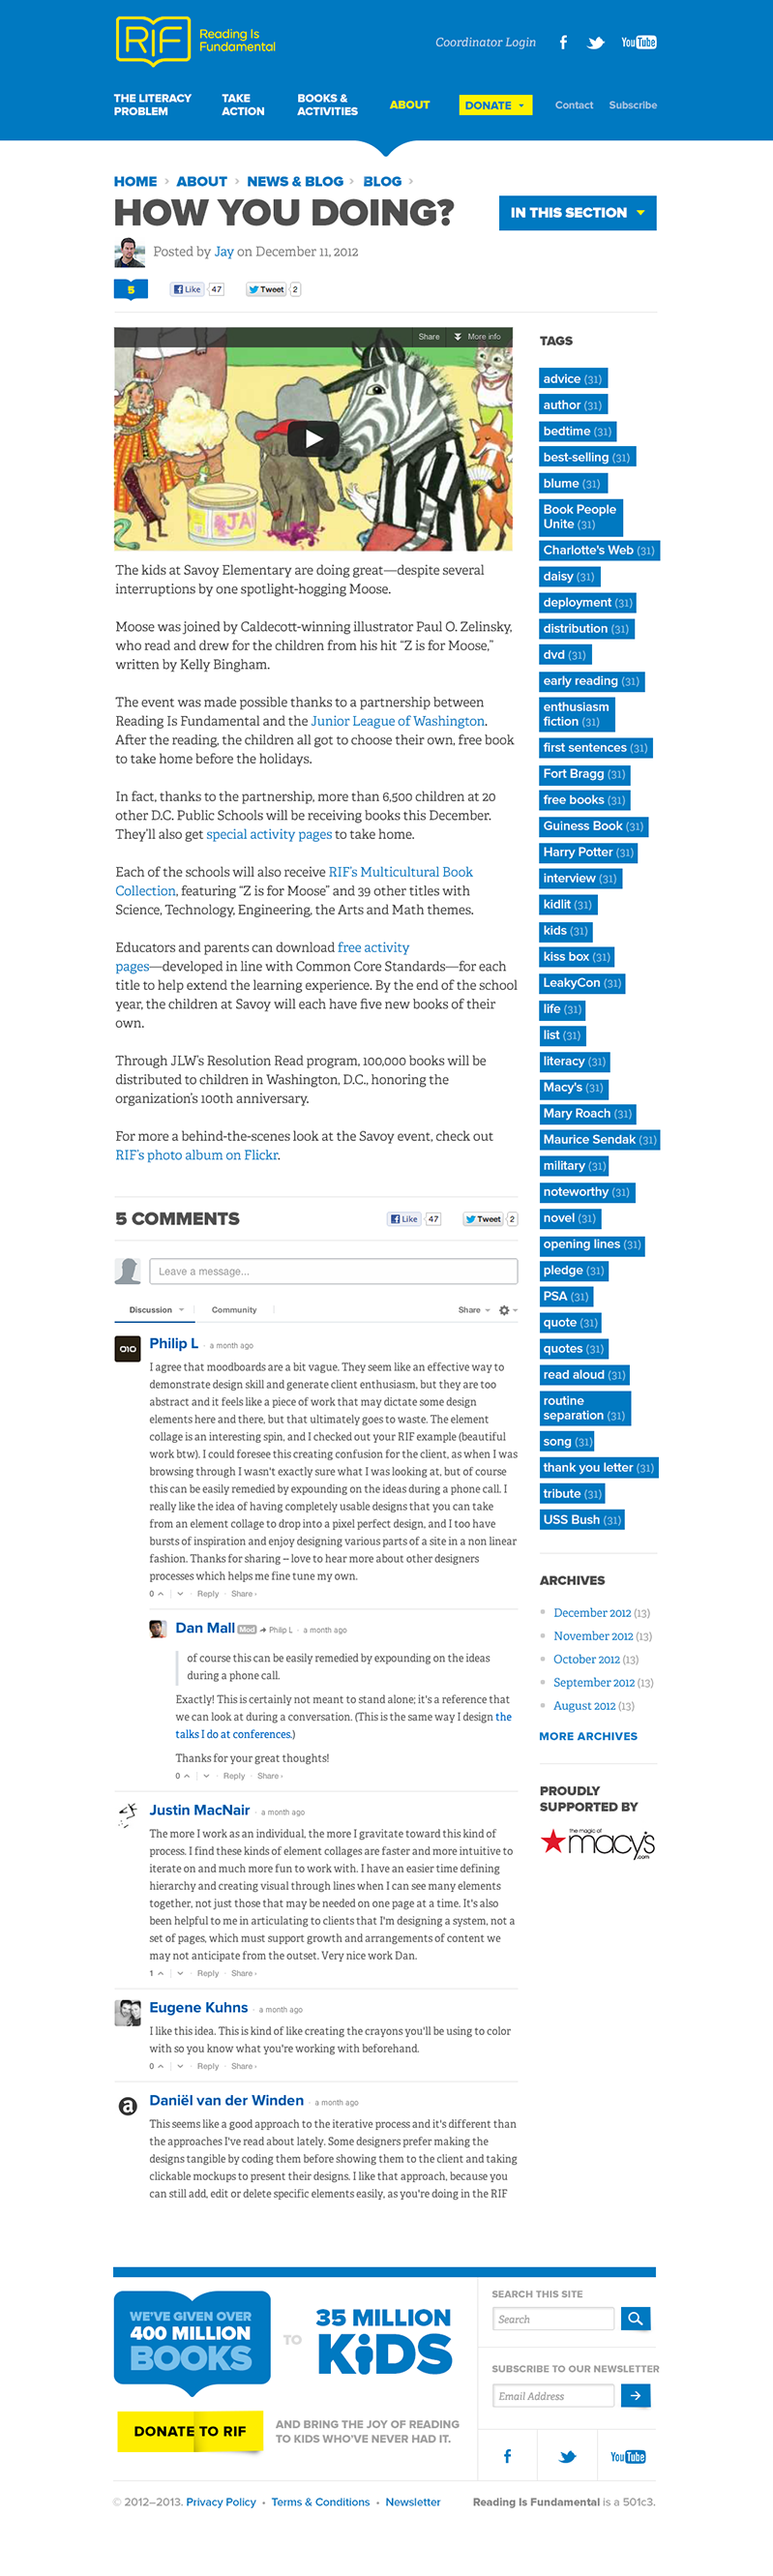 RIF Reading Is
Fundamental
Coordinator Login
You Tube
THE LITERACY
PROBLEM
TAKE
ACTION
BOOKS &
ACTIVITIES
ABOUT
DONATE
Contact
Subscribe
HOME › ABOUT › NEWS & BLOG › BLOG ›
HOW YOU DOING?
IN THIS SECTION
Posted by Jay on December 11, 2012
5
Like 47
Tweet 2
Share More info
JAM
The kids at Savoy Elementary are doing great—despite several
interruptions by one spotlight-hogging Moose.
Moose was joined by Caldecott-winning illustrator Paul O. Zelinsky,
who read and drew for the children from his hit “Z is for Moose,”
written by Kelly Bingham.
The event was made possible thanks to a partnership between
Reading Is Fundamental and the Junior League of Washington.
After the reading, the children all got to choose their own, free book
to take home before the holidays.
In fact, thanks to the partnership, more than 6,500 children at 20
other D.C. Public Schools will be receiving books this December.
They’ll also get special activity pages to take home.
Each of the schools will also receive RIF’s Multicultural Book
Collection, featuring “Z is for Moose” and 39 other titles with
Science, Technology, Engineering, the Arts and Math themes.
Educators and parents can download free activity
pages—developed in line with Common Core Standards—for each
title to help extend the learning experience. By the end of the school
year, the children at Savoy will each have five new books of their
own.
Through JLW’s Resolution Read program, 100,000 books will be
distributed to children in Washington, D.C., honoring the
organization’s 100th anniversary.
For more a behind-the-scenes look at the Savoy event, check out
RIF’s photo album on Flickr.
5 COMMENTS
Like 47
Tweet 2
Leave a message...
Discussion
Community
Share
010
Philip L · a month ago
I agree that moodboards are a bit vague. They seem like an effective way to
demonstrate design skill and generate client enthusiasm, but they are too
abstract and it feels like a piece of work that may dictate some design
elements here and there, but that ultimately goes to waste. The element
collage is an interesting spin, and I checked out your RIF example (beautiful
work btw). I could foresee this creating confusion for the client, as when I was
browsing through I wasn't exactly sure what I was looking at, but of course
this can be easily remedied by expounding on the ideas during a phone call. I
really like the idea of having completely usable designs that you can take
from an element collage to drop into a pixel perfect design, and I too have
bursts of inspiration and enjoy designing various parts of a site in a non linear
fashion. Thanks for sharing – love to hear more about other designers
processes which helps me fine tune my own.
0 · Reply · Share ›
Dan Mall Mod Philip L · a month ago
of course this can be easily remedied by expounding on the ideas
during a phone call.
Exactly! This is certainly not meant to stand alone; it's a reference that
we can look at during a conversation. (This is the same way I design the
talks I do at conferences.)
Thanks for your great thoughts!
0 · Reply · Share ›
Justin MacNair · a month ago
The more I work as an individual, the more I gravitate toward this kind of
process. I find these kinds of element collages are faster and more intuitive to
iterate on and much more fun to work with. I have an easier time defining
hierarchy and creating visual through lines when I can see many elements
together, not just those that may be needed on one page at a time. It's also
been helpful to me in articulating to clients that I'm designing a system, not a
set of pages, which must support growth and arrangements of content we
may not anticipate from the outset. Very nice work Dan.
1 · Reply · Share ›
Eugene Kuhns · a month ago
I like this idea. This is kind of like creating the crayons you'll be using to color
with so you know what you're working with beforehand.
0 · Reply · Share ›
a
Daniël van der Winden · a month ago
This seems like a good approach to the iterative process and it's different than
the approaches I've read about lately. Some designers prefer making the
designs tangible by coding them before showing them to the client and taking
clickable mockups to present their designs. I like that approach, because you
can still add, edit or delete specific elements easily, as you're doing in the RIF
TAGS
advice (31)
author (31)
bedtime (31)
best-selling (31)
blume (31)
Book People
Unite (31)
Charlotte's Web (31)
daisy (31)
deployment (31)
distribution (31)
dvd (31)
early reading (31)
enthusiasm
fiction (31)
first sentences (31)
Fort Bragg (31)
free books (31)
Guiness Book (31)
Harry Potter (31)
interview (31)
kidlit (31)
kids (31)
kiss box (31)
LeakyCon (31)
life (31)
list (31)
literacy (31)
Macy's (31)
Mary Roach (31)
Maurice Sendak (31)
military (31)
noteworthy (31)
novel (31)
opening lines (31)
pledge (31)
PSA (31)
quote (31)
quotes (31)
read aloud (31)
routine
separation (31)
song (31)
thank you letter (31)
tribute (31)
USS Bush (31)
ARCHIVES
December 2012 (13)
November 2012 (13)
October 2012 (13)
September 2012 (13)
August 2012 (13)
MORE ARCHIVES
PROUDLY
SUPPORTED BY
the magic of
macy's
.com
WE'VE GIVEN OVER
400 MILLION
BOOKS
TO
35 MILLION
KiDS
DONATE TO RIF
AND BRING THE JOY OF READING
TO KIDS WHO'VE NEVER HAD IT.
SEARCH THIS SITE
Search
SUBSCRIBE TO OUR NEWSLETTER
Email Address
You Tube
© 2012–2013. Privacy Policy • Terms & Conditions • Newsletter
Reading Is Fundamental is a 501c3.